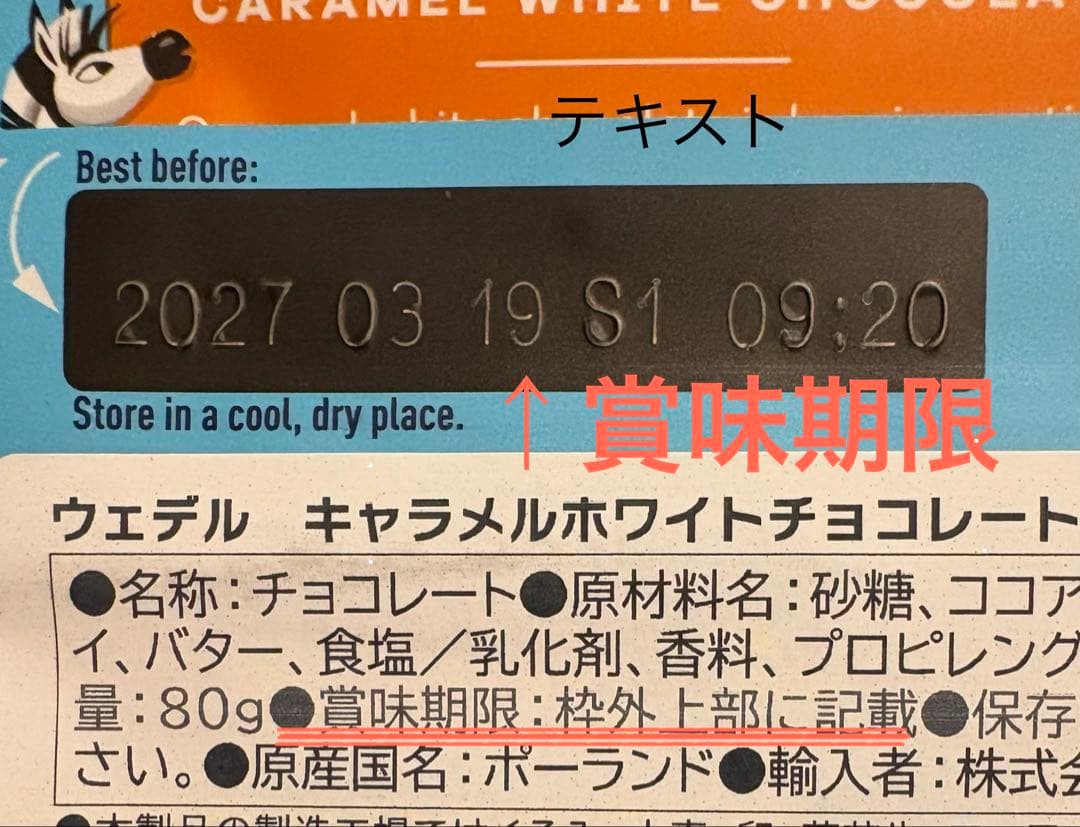 CARAMEL WHITE
テキスト
Best before:
2027 03 19 S1 09:20
Store in a cool, dry place.
↑賞味期限
ウェデル キャラメルホワイトチョコレート
●名称:チョコレート●原材料名:砂糖、ココア
イ、バター、食塩/乳化剤、香料、プロピレング
量:80g●賞味期限:枠外上部に記載●保存
さい。●原産国名:ポーランド●輸入者:株式会